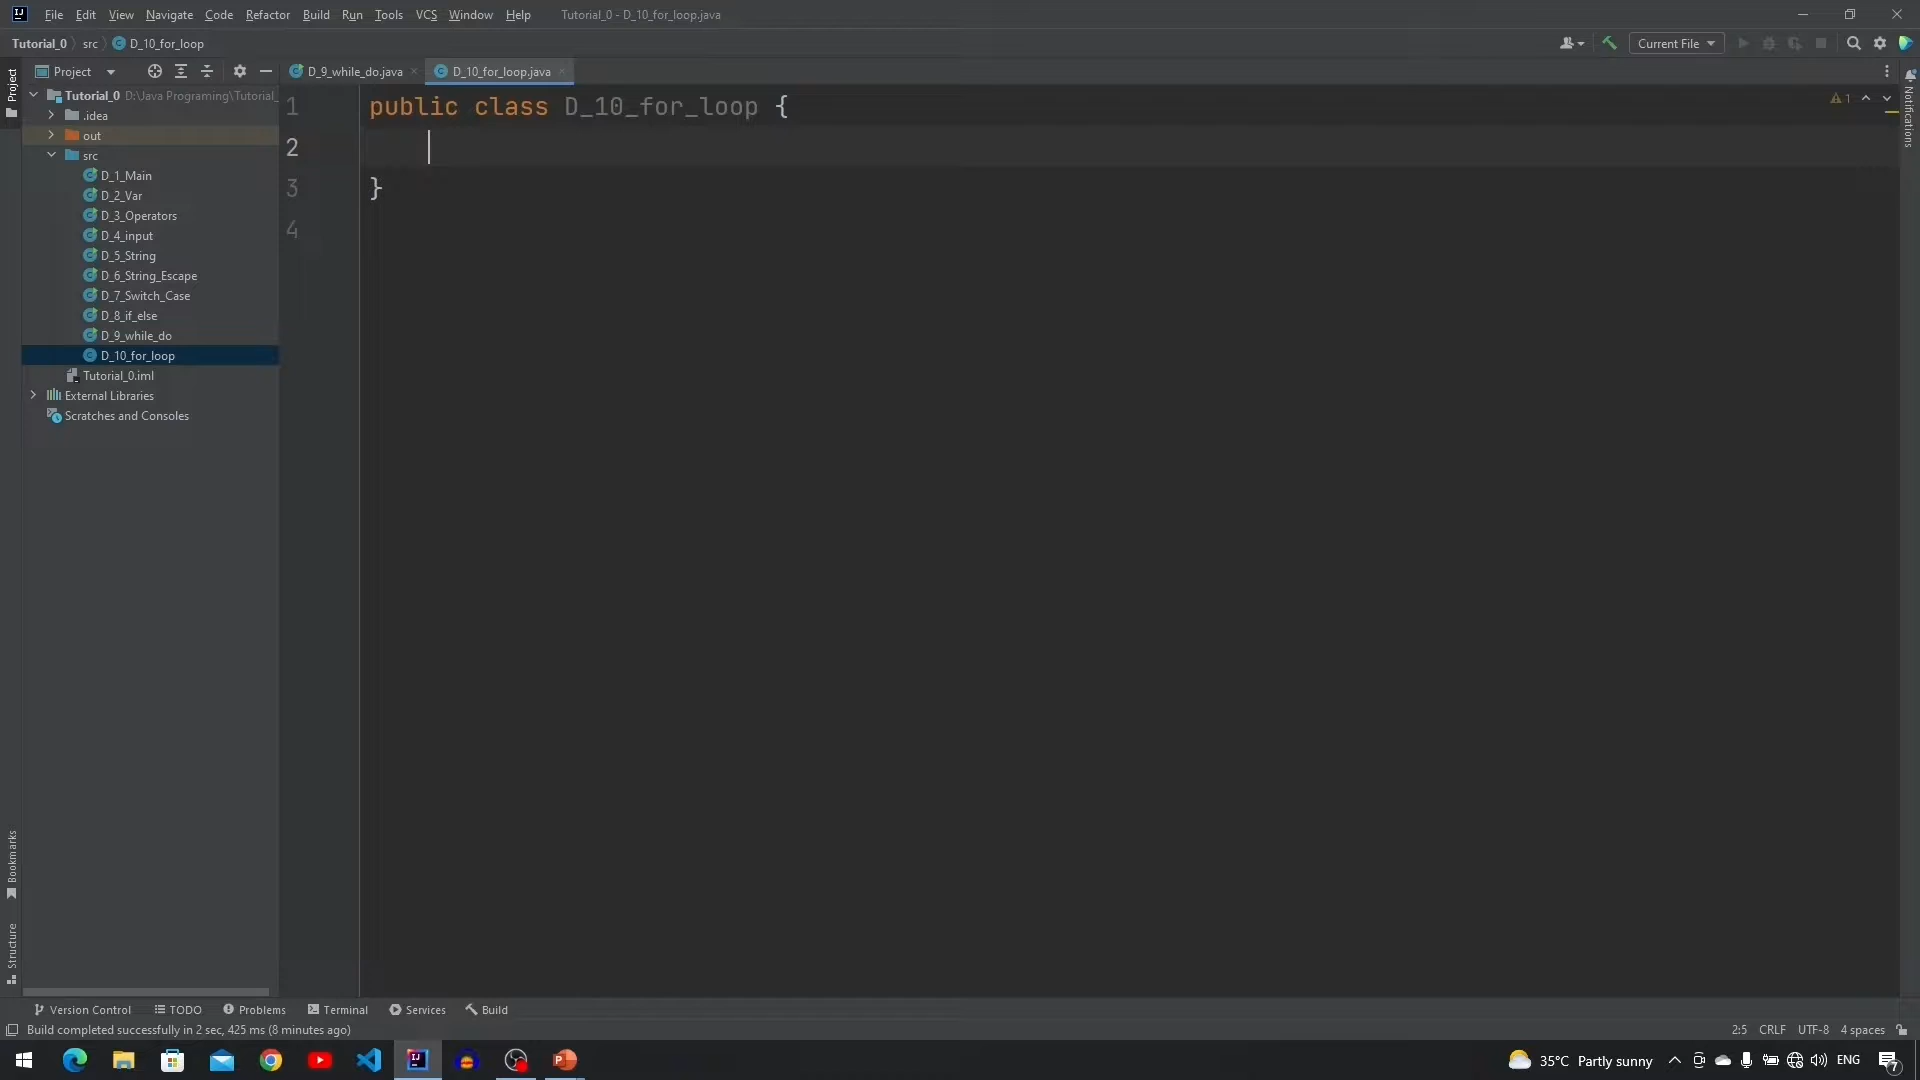 File Edit View Navigate Code Refactor Build Run Tools VCS Window Help Tutorial_0 - D_10_for_loop.java
Tutorial_0 src D_10_for_loop Current File
Project Project D_9_while_do.java D_10_for_loop.java
Tutorial_0 D:\Java Programing\Tutorial_
.idea
out
src
D_1_Main
D_2_Var
D_3_Operators
D_4_input
D_5_String
D_6_String_Escape
D_7_Switch_Case
D_8_if_else
D_9_while_do
D_10_for_loop
Tutorial_0.iml
External Libraries
Scratches and Consoles
1 public class D_10_for_loop {
2
3 }
4
1
Notifications
Bookmarks
Structure
Version Control TODO Problems Terminal Services Build
Build completed successfully in 2 sec, 425 ms (8 minutes ago) 2:5 CRLF UTF-8 4 spaces
35°C Partly sunny ENG 7